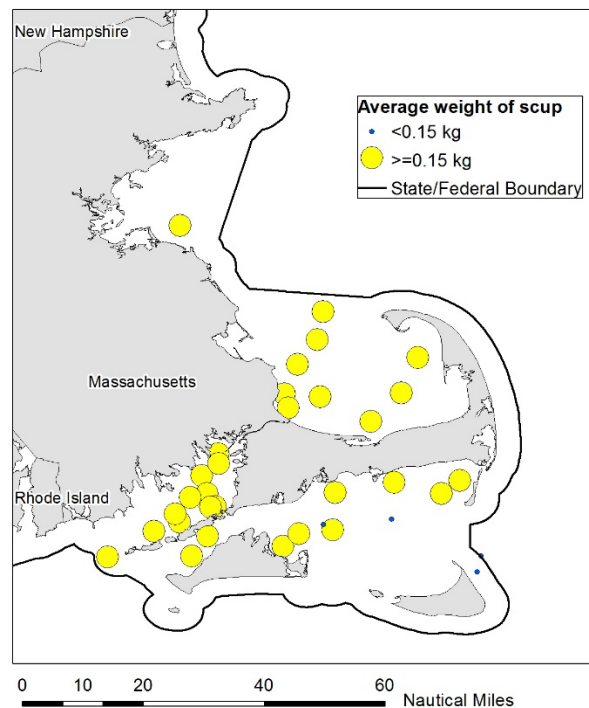 New Hampshire
Average weight of scup
<0.15 kg
>=0.15 kg
State/Federal Boundary
Massachusetts
Rhode Island
0 10 20 40 60
Nautical Miles